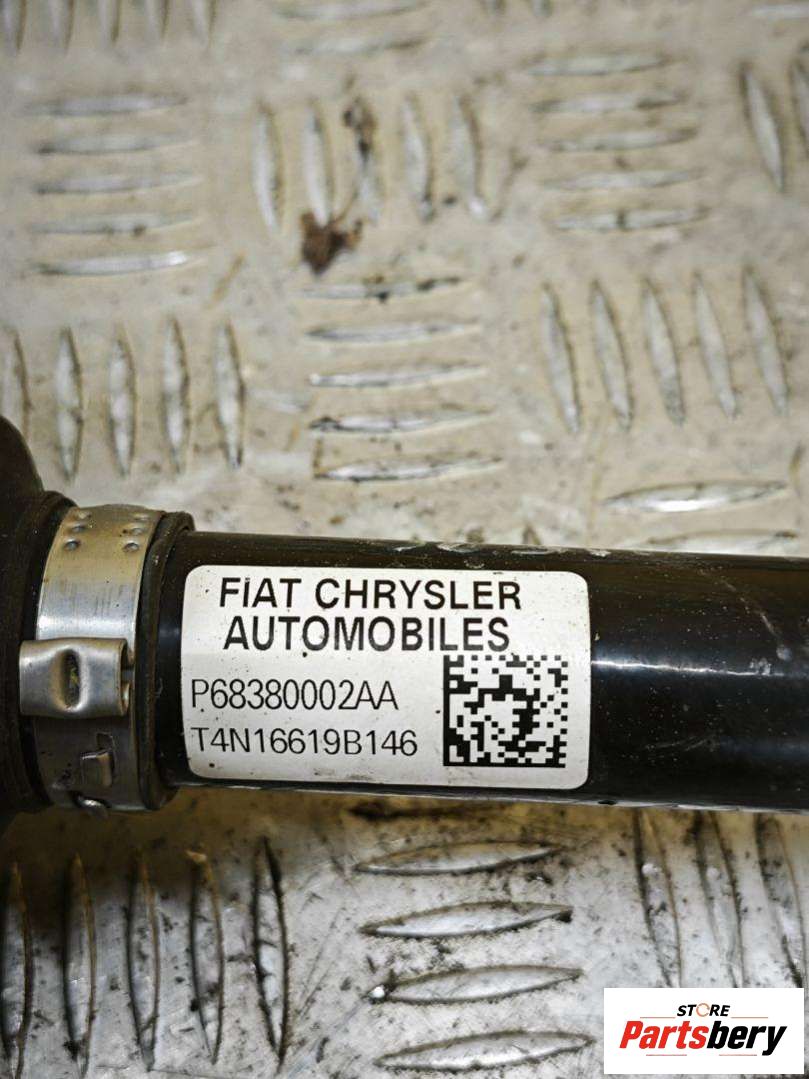 FIAT CHRYSLER
AUTOMOBILES
P68380002AA
T4N16619B146
STORE
Partsbery